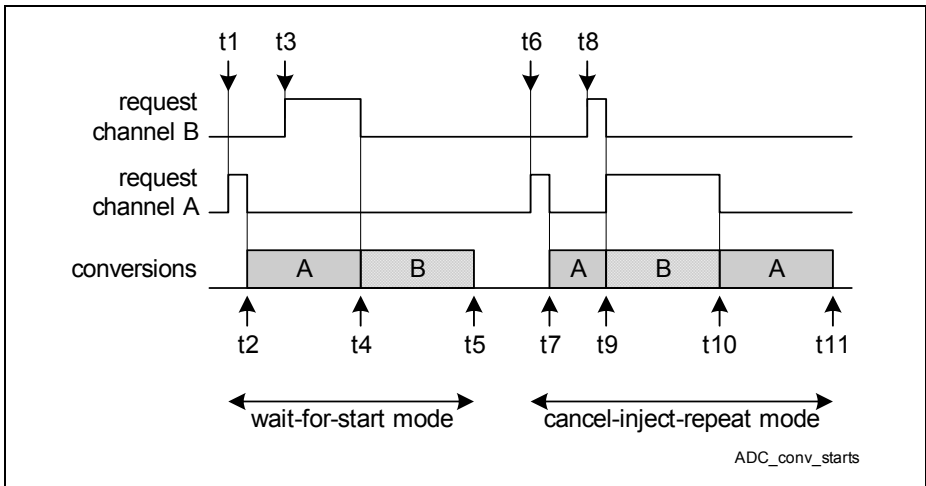 t1 t3 t6 t8
request
channel B
request
channel A
conversions A B A B A
t2 t4 t5 t7 t9 t10 t11
wait-for-start mode cancel-inject-repeat mode
ADC_conv_starts